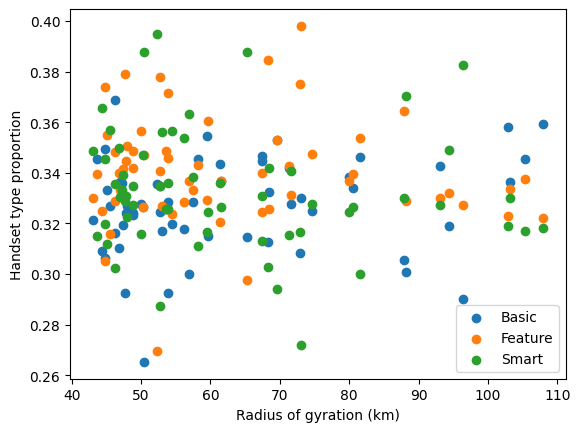 0.40
0.38
0.36
0.34
0.32
0.30
0.28
0.26
Handset type proportion
Basic
Feature
Smart
40 50 60 70 80 90 100 110
Radius of gyration (km)